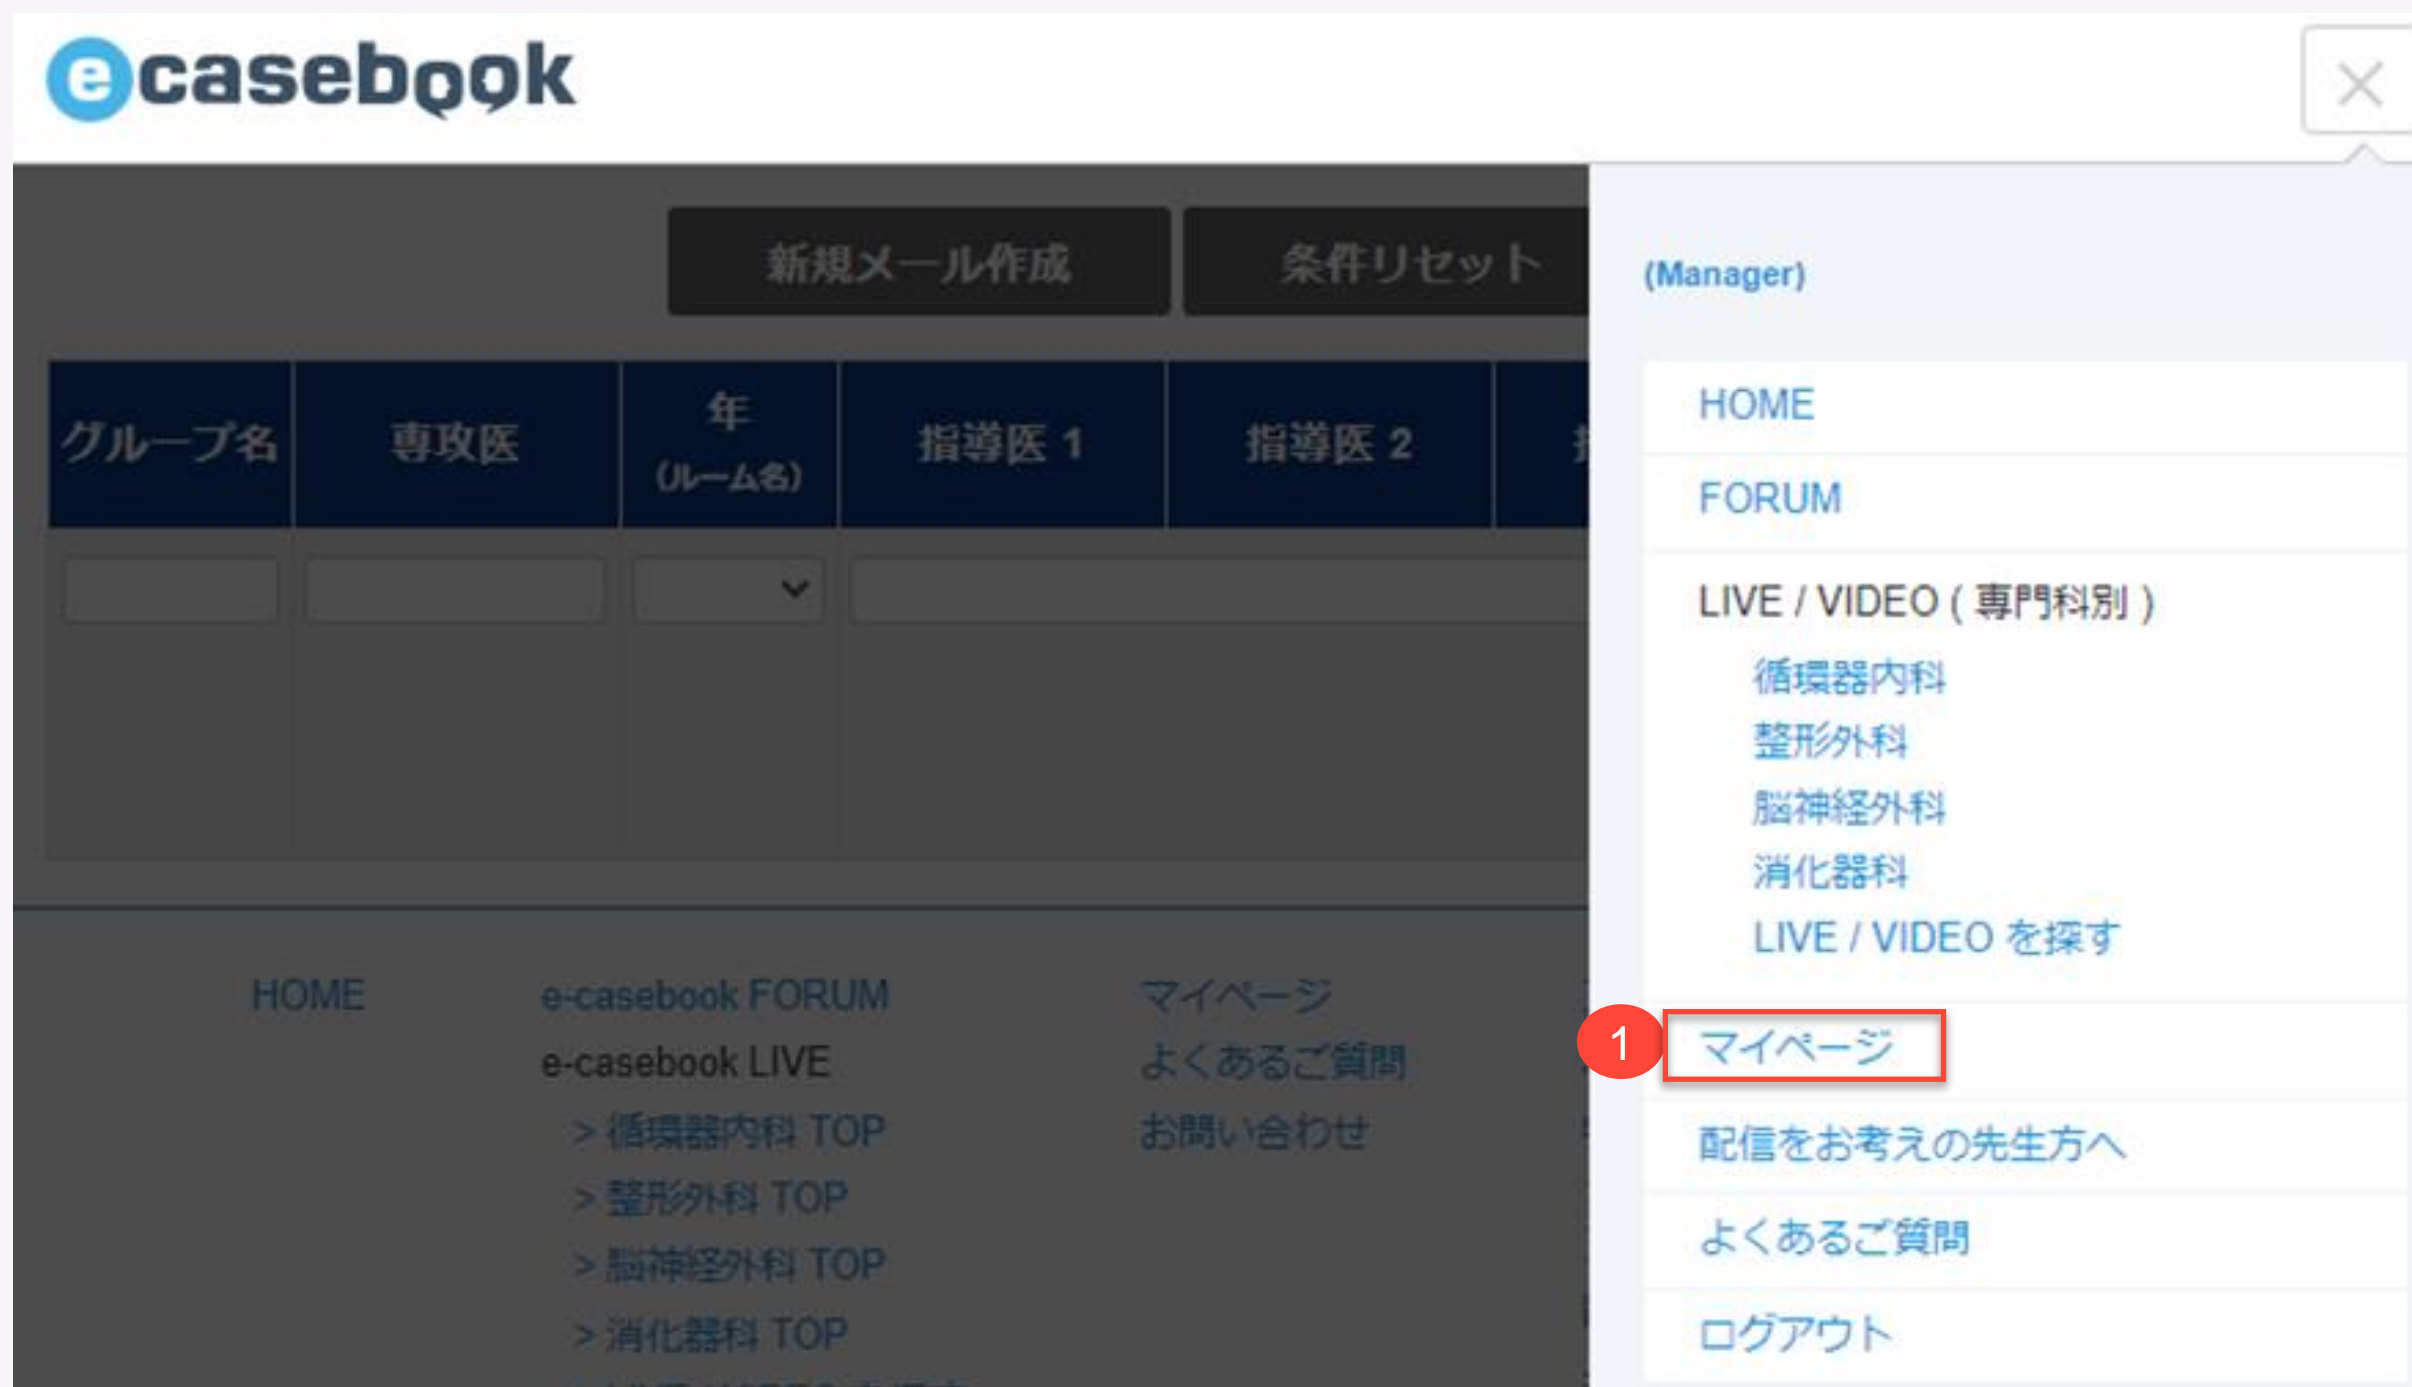 ecasebook
新規メール作成
条件リセット
グループ名
専攻医
年
(ルーム名)
指導医 1
指導医 2
HOME
e-casebook FORUM
e-casebook LIVE
> 循環器内科 TOP
> 整形外科 TOP
> 脳神経外科 TOP
> 消化器科 TOP
マイページ
よくあるご質問
お問い合わせ
(Manager)
HOME
FORUM
LIVE / VIDEO ( 専門科別 )
循環器内科
整形外科
脳神経外科
消化器科
LIVE / VIDEO を探す
1
マイページ
配信をお考えの先生方へ
よくあるご質問
ログアウト